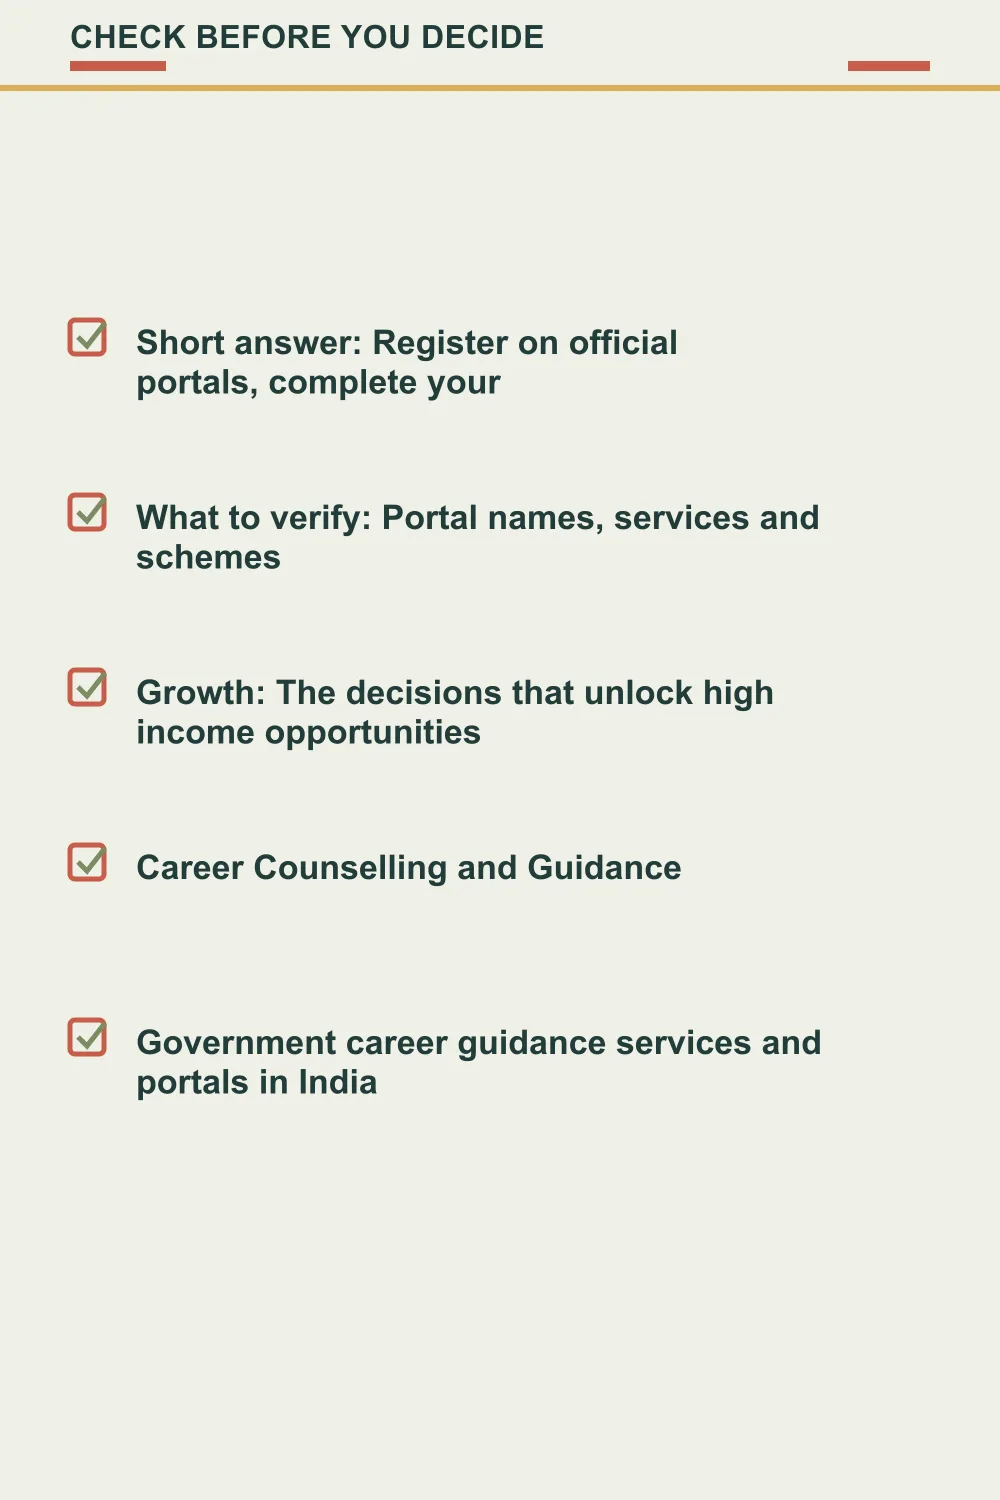 CHECK BEFORE YOU DECIDE
Short answer: Register on official
portals, complete your
What to verify: Portal names, services and
schemes
Growth: The decisions that unlock high
income opportunities
Career Counselling and Guidance
Government career guidance services and
portals in India